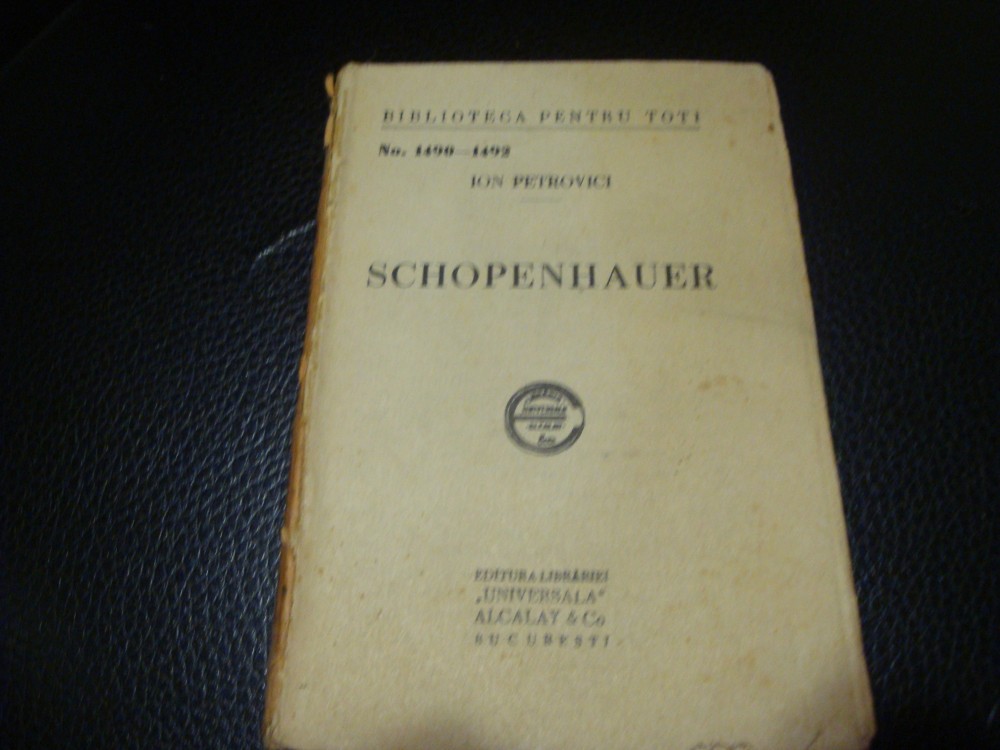 BIBLIOTECA PENTRU TOTI
No. 1490—1492
ION PETROVICI
SCHOPENHAUER
EDITURA LIBRĂRIEI
„UNIVERSALA"
ALCALAY & Co
BUCUREȘTI